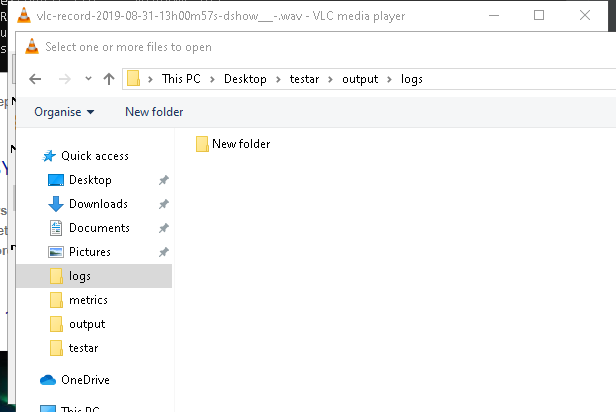 vlc-record-2019-08-31-13h00m57s-dshow___-.wav - VLC media player
Select one or more files to open
This PC > Desktop > testar > output > logs
Organise New folder
New folder
Quick access
Desktop
Downloads
Documents
Pictures
logs
metrics
output
testar
OneDrive
This PC